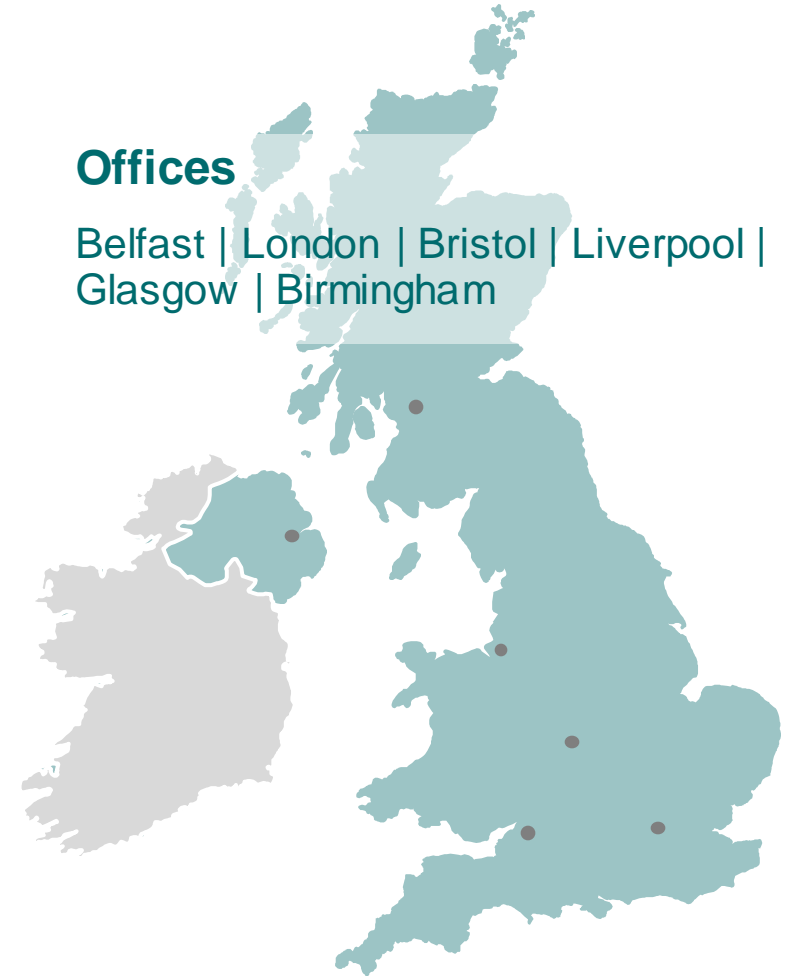 Offices
Belfast | London | Bristol | Liverpool |
Glasgow | Birmingham